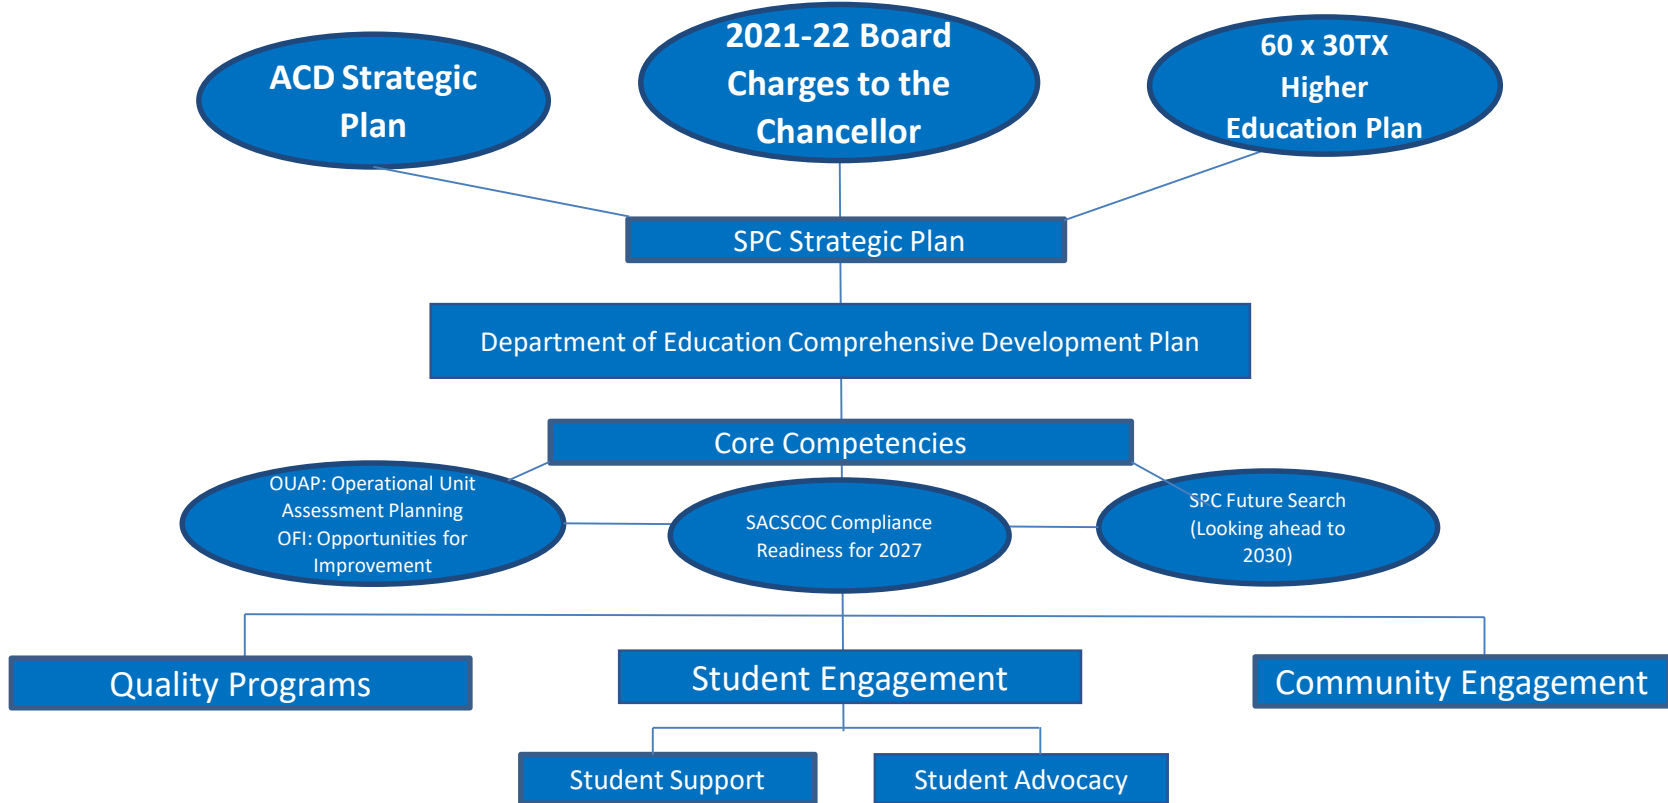 ACD Strategic
Plan
2021-22 Board
Charges to the
Chancellor
60 x 30TX
Higher
Education Plan
SPC Strategic Plan
Department of Education Comprehensive Development Plan
Core Competencies
OUAP: Operational Unit
Assessment Planning
OFI: Opportunities for
Improvement
SACSCOC Compliance
Readiness for 2027
SPC Future Search
(Looking ahead to
2030)
Quality Programs
Student Engagement
Community Engagement
Student Support
Student Advocacy